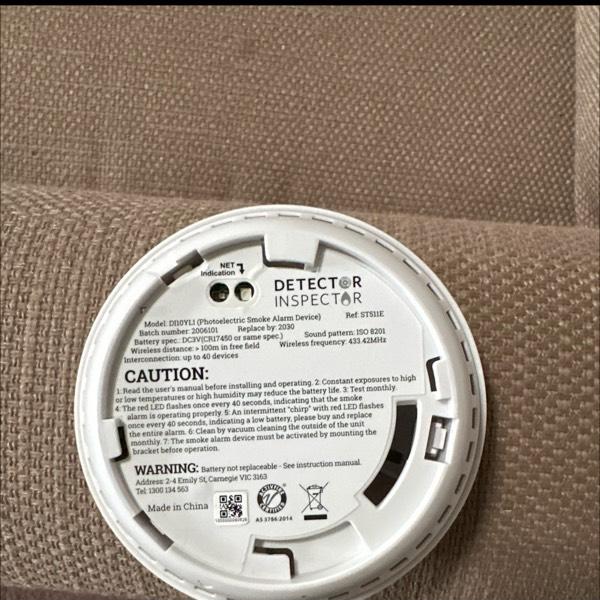 NET
Indication
DETECTOR
INSPECTOR
Model: DI10YL1 (Photoelectric Smoke Alarm Device) Ref: ST511E
Batch number: 2006101 Replace by: 2030
Battery spec.: DC3V(CR17450 or same spec.) Sound pattern: ISO 8201
Wireless distance: > 100m in free field Wireless frequency: 433.42MHz
Interconnection: up to 40 devices
CAUTION:
1: Read the user's manual before installing and operating. 2: Constant exposures to high
or low temperatures or high humidity may reduce the battery life. 3: Test monthly.
4: The red LED flashes once every 40 seconds, indicating that the smoke
alarm is operating properly. 5: An intermittent "chirp" with red LED flashes
once every 40 seconds, indicating a low battery, please buy and replace
the entire alarm. 6: Clean by vacuum cleaning the outside of the unit
monthly. 7: The smoke alarm device must be activated by mounting the
bracket before operation.
WARNING: Battery not replaceable - See instruction manual.
Address: 2-4 Emily St, Carnegie VIC 3163
Tel: 1300 134 563
Made in China
AS 3786:2014